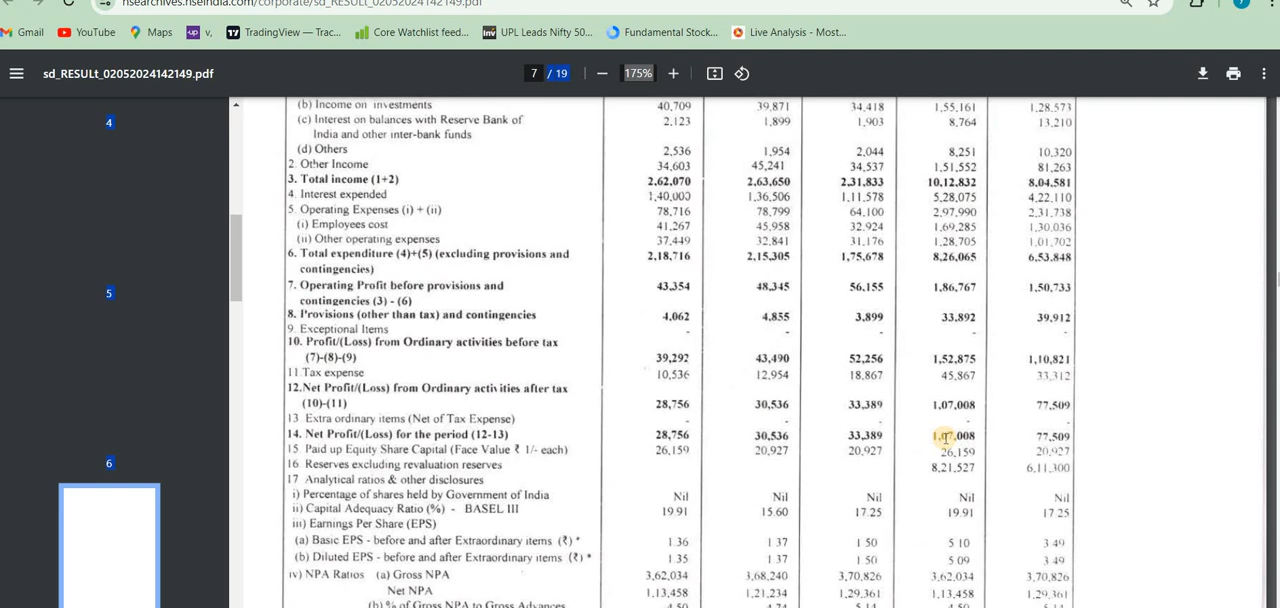 nsearchives.nseindia.com/corporate/sd_RESULt_02052024142149.pdf
Gmail YouTube Maps up v, TradingView — Trac... Core Watchlist feed... Inv UPL Leads Nifty 50... Fundamental Stock... Live Analysis - Most...
sd_RESULt_02052024142149.pdf 7 / 19 175%
4
5
6
(b) Income on investments 40,709 39,871 34,418 1,55,161 1,28,573
(c) Interest on balances with Reserve Bank of 2,123 1,899 1,903 8,764 13,210
India and other inter-bank funds
(d) Others 2,536 1,954 2,044 8,251 10,320
2. Other Income 34,603 45,241 34,537 1,51,552 81,263
3. Total income (1+2) 2,62,070 2,63,650 2,31,833 10,12,832 8,04,581
4. Interest expended 1,40,000 1,36,506 1,11,578 5,28,075 4,22,110
5. Operating Expenses (i) + (ii) 78,716 78,799 64,100 2,97,990 2,31,738
(i) Employees cost 41,267 45,958 32,924 1,69,285 1,30,036
(ii) Other operating expenses 37,449 32,841 31,176 1,28,705 1,01,702
6. Total expenditure (4)+(5) (excluding provisions and 2,18,716 2,15,305 1,75,678 8,26,065 6,53,848
contingencies)
7. Operating Profit before provisions and 43,354 48,345 56,155 1,86,767 1,50,733
contingencies (3) - (6)
8. Provisions (other than tax) and contingencies 4,062 4,855 3,899 33,892 39,912
9. Exceptional Items - - - - -
10. Profit/(Loss) from Ordinary activities before tax
(7)-(8)-(9) 39,292 43,490 52,256 1,52,875 1,10,821
11 Tax expense 10,536 12,954 18,867 45,867 33,312
12.Net Profit/(Loss) from Ordinary activities after tax
(10)-(11) 28,756 30,536 33,389 1,07,008 77,509
13. Extra ordinary items (Net of Tax Expense) - - - - -
14. Net Profit/(Loss) for the period (12-13) 28,756 30,536 33,389 1,07,008 77,509
15. Paid up Equity Share Capital (Face Value ₹ 1/- each) 26,159 20,927 20,927 26,159 20,927
16. Reserves excluding revaluation reserves 8,21,527 6,11,300
17 Analytical ratios & other disclosures
i) Percentage of shares held by Government of India Nil Nil Nil Nil Nil
ii) Capital Adequacy Ratio (%) - BASEL III 19.91 15.60 17.25 19.91 17.25
iii) Earnings Per Share (EPS)
(a) Basic EPS - before and after Extraordinary items (₹) * 1.36 1.37 1 50 5 10 3 49
(b) Diluted EPS - before and after Extraordinary items (₹) * 1.35 1.37 1 50 5 09 3 49
iv) NPA Ratios (a) Gross NPA 3,62,034 3,68,240 3,70,826 3,62,034 3,70,826
Net NPA 1,13,458 1,21,234 1,29,361 1,13,458 1,29,361
(b) % of Gross NPA to Gross Advances 4.50 4.74 5.14 4.50 5.14